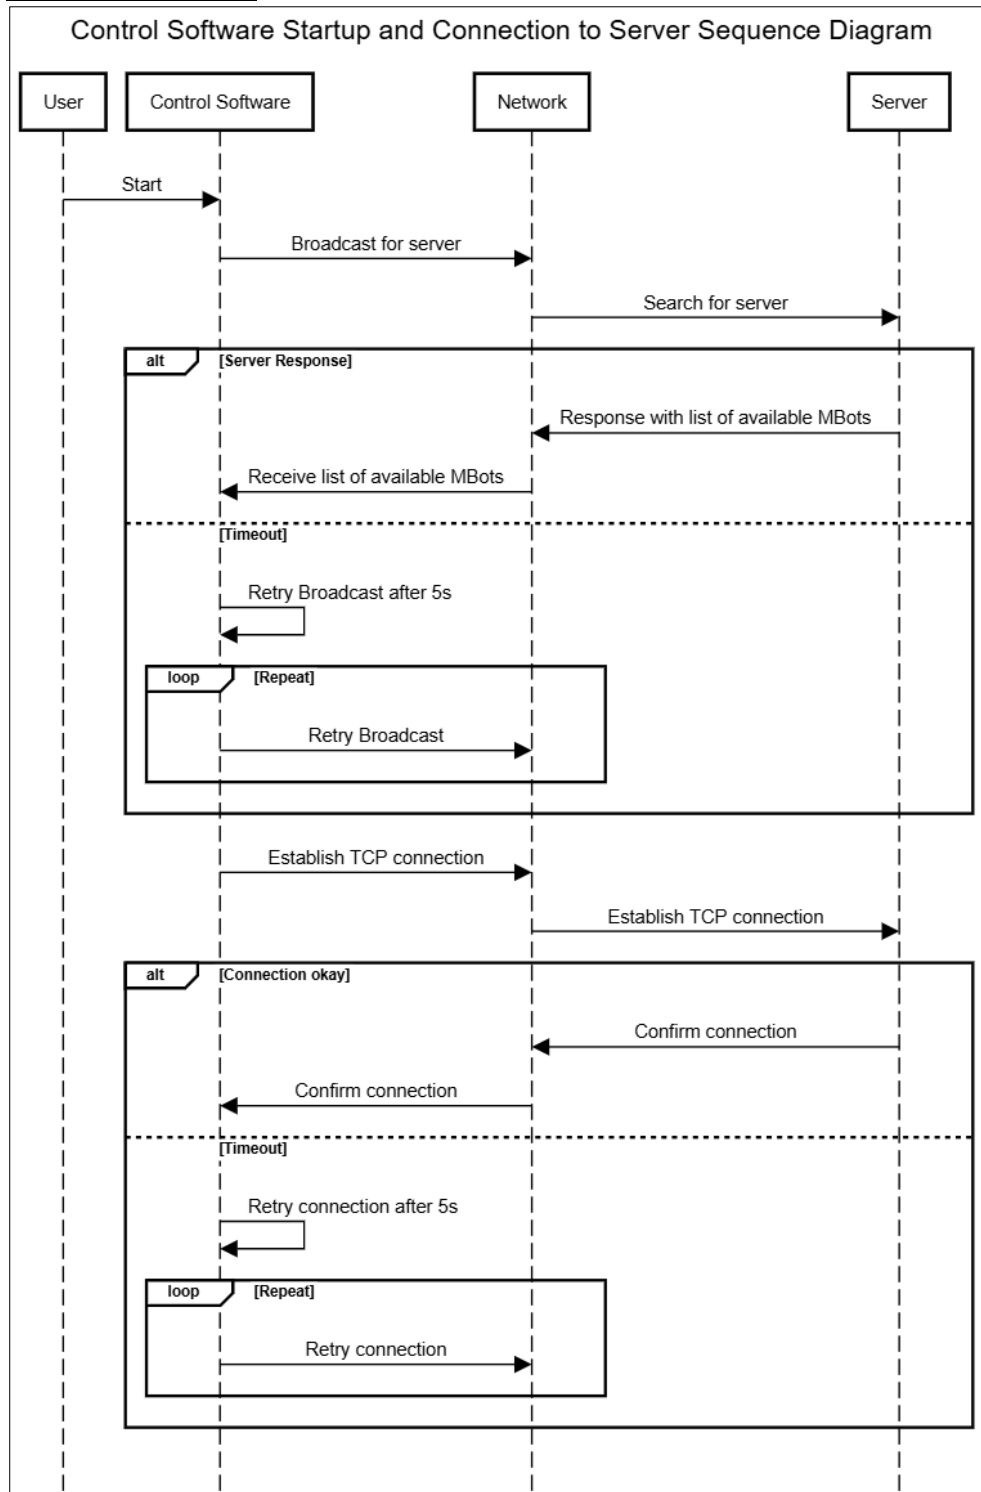 Control Software Startup and Connection to Server Sequence Diagram
User
Control Software
Network
Server
Start
Broadcast for server
Search for server
alt
[Server Response]
Response with list of available MBots
Receive list of available MBots
[Timeout]
Retry Broadcast after 5s
loop
[Repeat]
Retry Broadcast
Establish TCP connection
Establish TCP connection
alt
[Connection okay]
Confirm connection
Confirm connection
[Timeout]
Retry connection after 5s
loop
[Repeat]
Retry connection